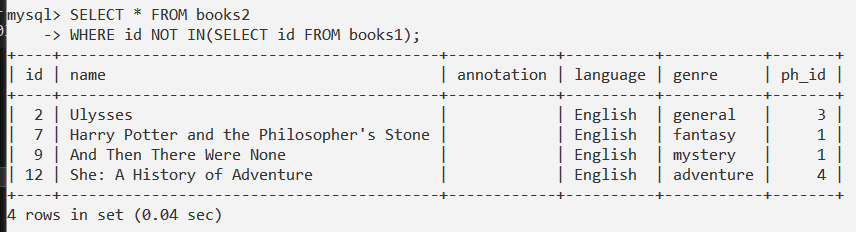 mysql> SELECT * FROM books2
    -> WHERE id NOT IN(SELECT id FROM books1);
+----+------------------------------------------+------------+----------+-----------+-------+
| id | name                                     | annotation | language | genre     | ph_id |
+----+------------------------------------------+------------+----------+-----------+-------+
|  2 | Ulysses                                  |            | English  | general   |     3 |
|  7 | Harry Potter and the Philosopher's Stone |            | English  | fantasy   |     1 |
|  9 | And Then There Were None                 |            | English  | mystery   |     1 |
| 12 | She: A History of Adventure              |            | English  | adventure |     4 |
+----+------------------------------------------+------------+----------+-----------+-------+
4 rows in set (0.04 sec)